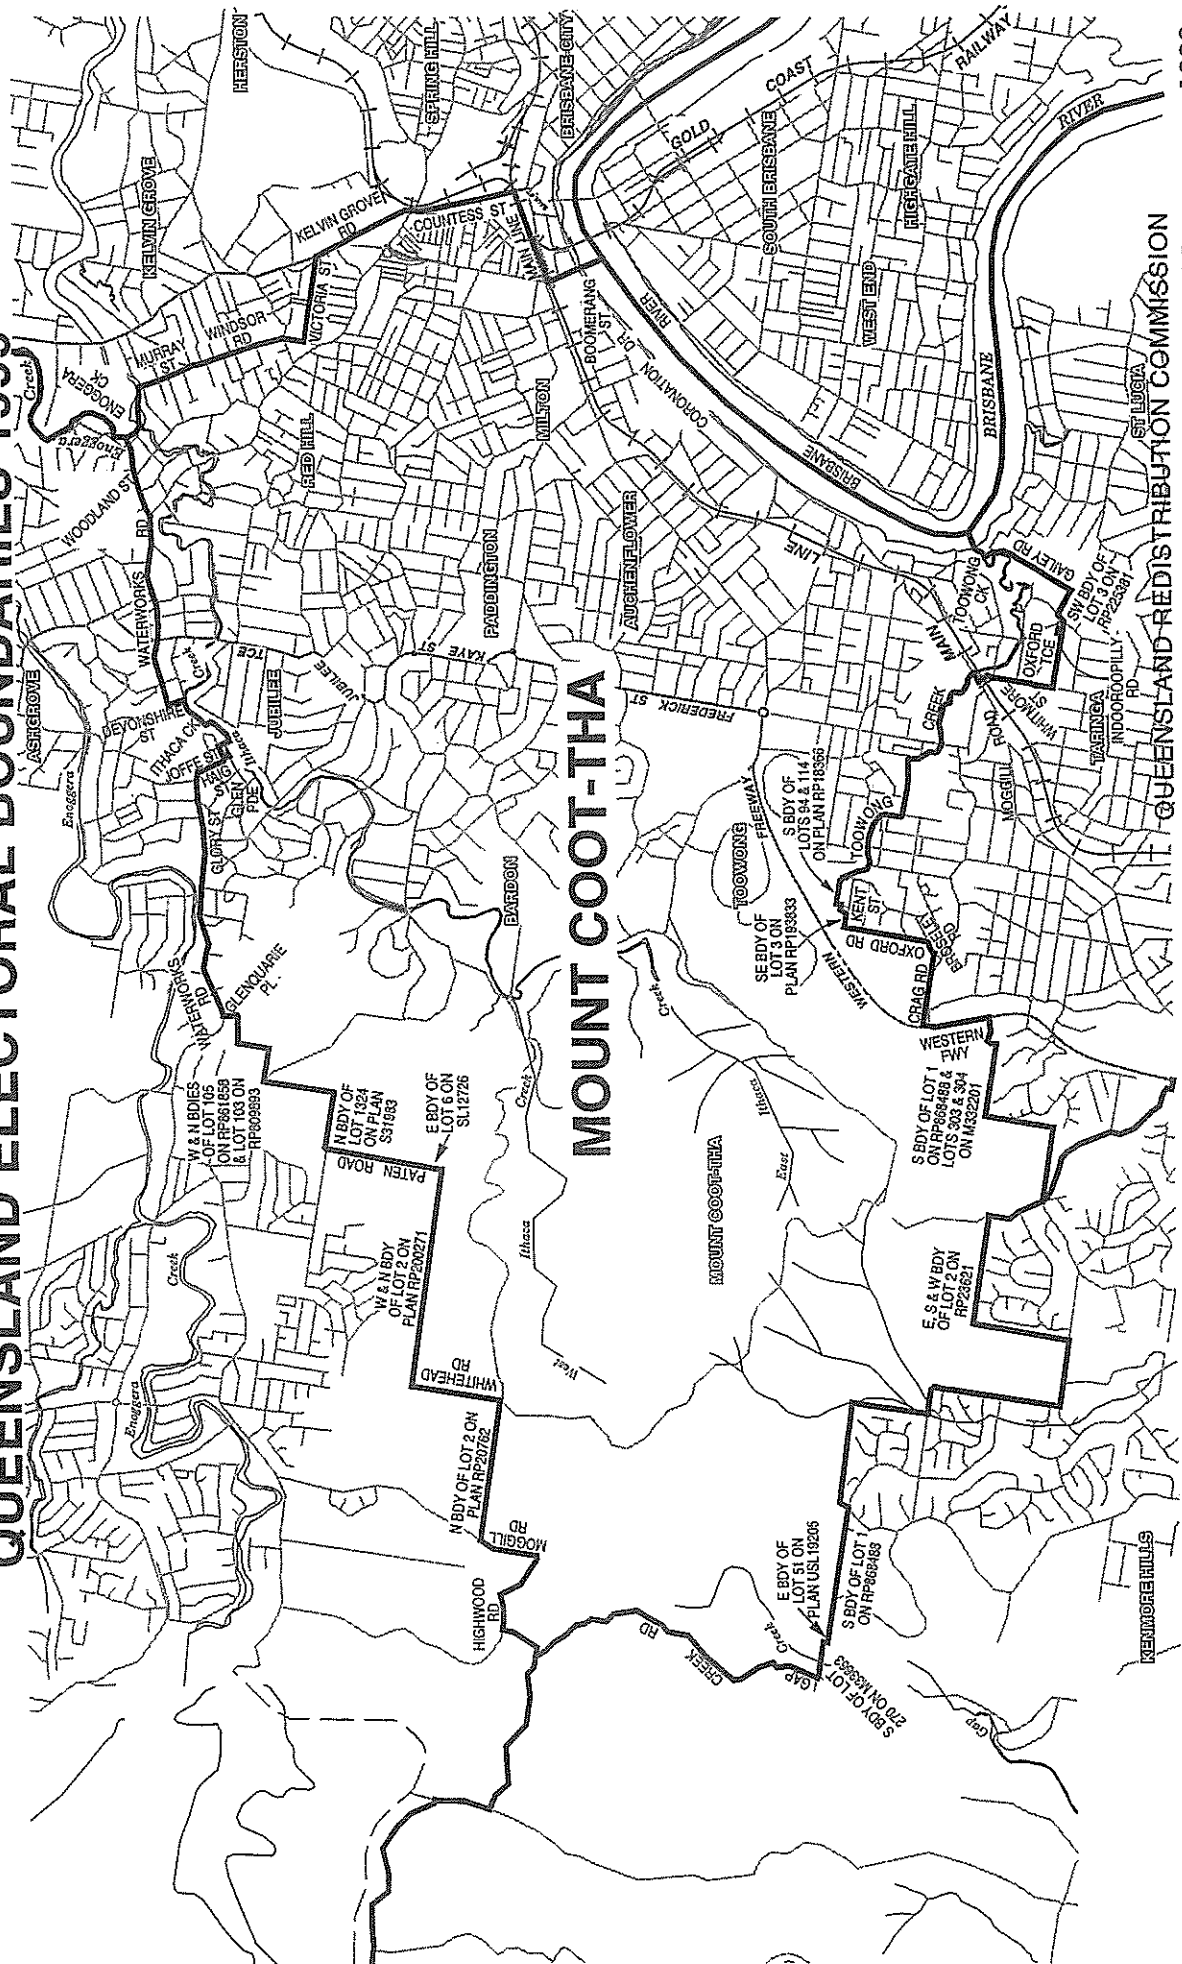 QUEENSLAND ELECTORAL BOUNDARIES 1999
ASHGROVE
KELVIN GROVE
HERSTON
Creek
ENOGGERA
CK
Enoggera
MURRAY
ST
WINDSOR
RD
KELVIN GROVE
RD
VICTORIA ST
COUNTESS ST
SPRING HILL
BRISBANE CITY
WOODLAND ST
WATERWORKS
RD
RED HILL
MAIN LINE
BOOMERANG
ST
MILTON
CORONATION
DR
RIVER
GOLD
COAST
RAILWAY
SOUTH BRISBANE
HIGHGATE HILL
WEST END
RIVER
BRISBANE
BRISBANE
ST LUCIA
Enoggera
DEVONSHIRE
ST
ITHACA CK
JOFFE ST
HAIG
ST
GLEN
PDE
GLORY ST
Creek
Ithaca
JUBILEE
TCE
JUBILEE
KAYE ST
PADDINGTON
AUCHENFLOWER
LINE
MAIN
FREDERICK
ST
TOOWONG
CK
GAILEY RD
OXFORD
TCE
SW BDY OF
LOT 3 ON
RP226381
WHITMORE
ST
TARINGA
INDOOROOPILLY
RD
MOGGILL
ROAD
CREEK
TOOWONG
WATERWORKS
RD
GLENQUARIE
PL
BARDON
MOUNT COOT-THA
TOOWONG
FREEWAY
WESTERN
S BDY OF
LOTS 94 & 114
ON PLAN RP18566
SE BDY OF
LOT 3 ON
PLAN RP193833
KENT
ST
OXFORD RD
BROSELEY
RD
CRAG RD
WESTERN
FWY
W & N BDIES
OF LOT 105
ON RP861858
& LOT 103 ON
RP809893
N BDY OF
LOT 1324
ON PLAN
S31983
PATEN ROAD
E BDY OF
LOT 6 ON
SL12726
W & N BDY
OF LOT 2 ON
PLAN RP200271
WHITEHEAD
RD
N BDY OF LOT 2 ON
PLAN RP20762
MOGGILL
RD
HIGHWOOD
RD
Creek
Enoggera
Creek
Ithaca
West
Creek
Ithaca
East
MOUNT COOT-THA
S BDY OF LOT 1
ON RP868488 &
LOTS 303 & 304
ON M332201
E, S & W BDY
OF LOT 2 ON
RP23621
E BDY OF
LOT 51 ON
PLAN USL19205
S BDY OF LOT 1
ON RP868488
S BDY OF LOT
270 ON M33663
GAP
CREEK
RD
Creek
Gap
KENMORE HILLS
QUEENSLAND REDISTRIBUTION COMMISSION